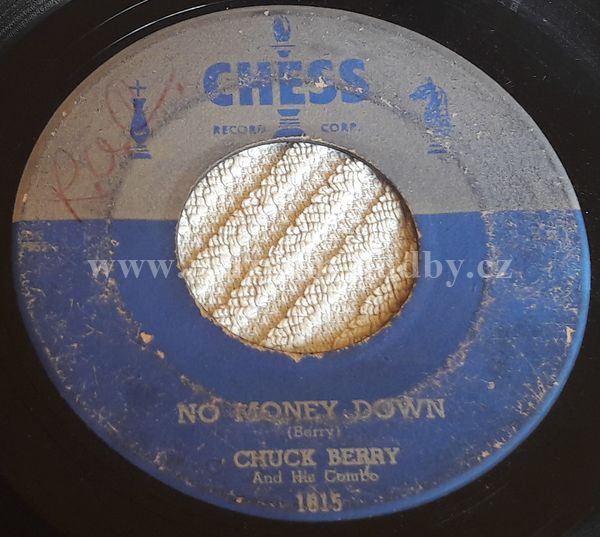 CHESS
RECORD CORP.
NO MONEY DOWN
(Berry)
CHUCK BERRY
And His Combo
1615